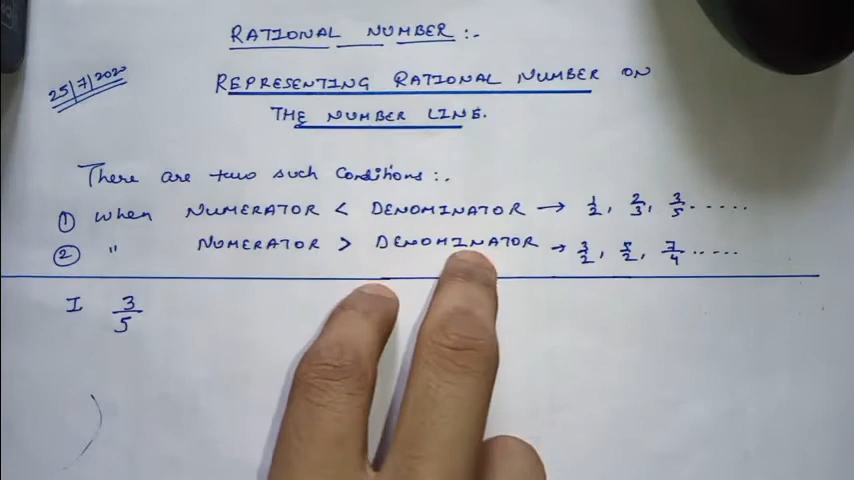 RATIONAL NUMBER :-
25/7/2020
REPRESENTING RATIONAL NUMBER ON
THE NUMBER LINE.
There are two such Conditions :-
① When NUMERATOR < DENOMINATOR → 1/2, 2/3, 3/5 .....
② " NUMERATOR > DENOMINATOR → 3/2, 5/2, 7/4 .....
I 3/5